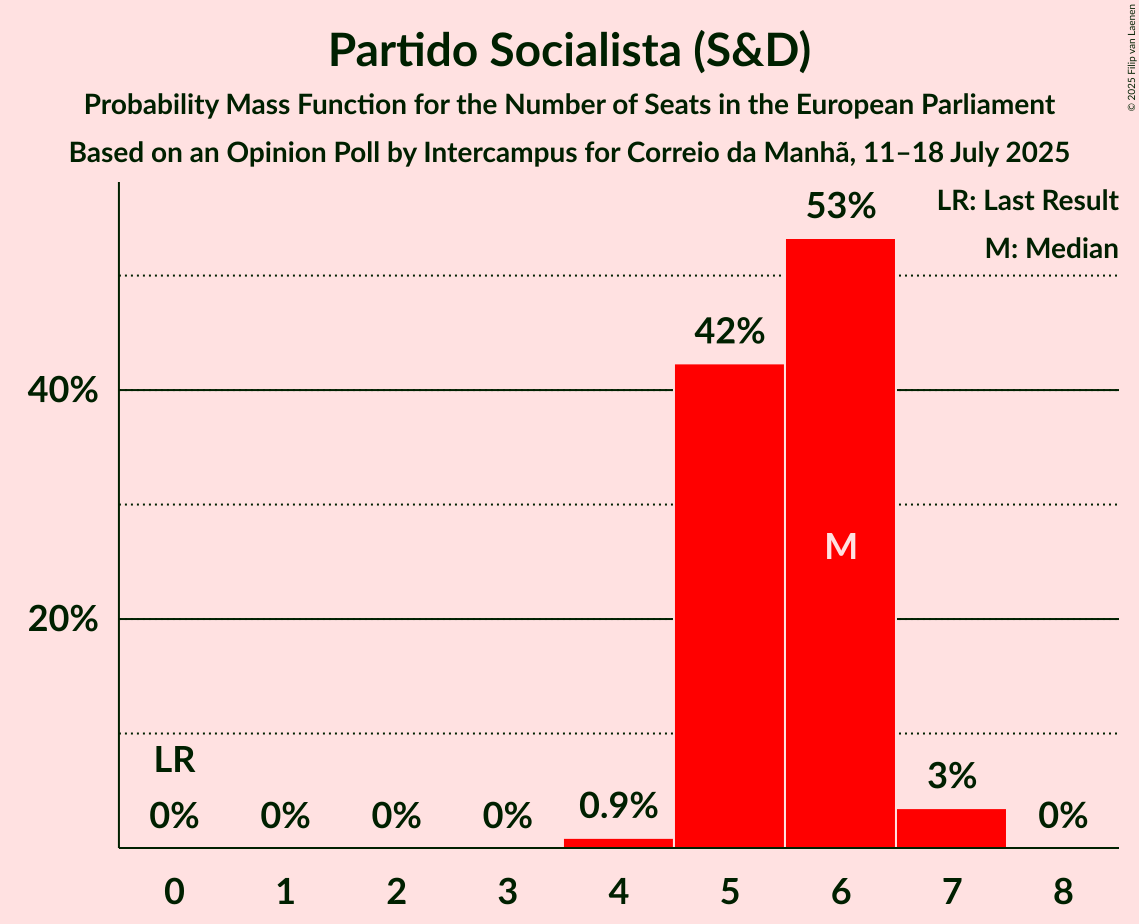 Partido Socialista (S&D)
Probability Mass Function for the Number of Seats in the European Parliament
Based on an Opinion Poll by Intercampus for Correio da Manhã, 11–18 July 2025
© 2025 Filip van Laenen
LR: Last Result
M: Median
53%
42%
40%
M
20%
LR
0% 0% 0% 0% 0.9% 3% 0%
0 1 2 3 4 5 6 7 8